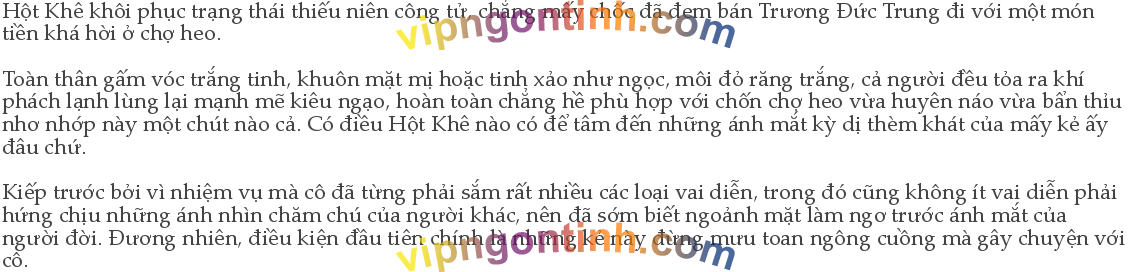 Hột Khê khôi phục trạng thái thiếu niên công tử, chẳng mấy chốc đã đem bán Trương Đức Trung đi với một món
tiền khá hời ở chợ heo.
vipngontinh.com
Toàn thân gấm vóc trắng tinh, khuôn mặt mị hoặc tinh xảo như ngọc, môi đỏ răng trắng, cả người đều tỏa ra khí
phách lạnh lùng lại mạnh mẽ kiêu ngạo, hoàn toàn chẳng hề phù hợp với chốn chợ heo vừa huyên náo vừa bẩn thỉu
nhơ nhớp này một chút nào cả. Có điều Hột Khê nào có để tâm đến những ánh mắt kỳ dị thèm khát của mấy kẻ ấy
đâu chứ.
Kiếp trước bởi vì nhiệm vụ mà cô đã từng phải sắm rất nhiều các loại vai diễn, trong đó cũng không ít vai diễn phải
hứng chịu những ánh nhìn chăm chú của người khác, nên đã sớm biết ngoảnh mặt làm ngơ trước ánh mắt của
người đời. Đương nhiên, điều kiện đầu tiên chính là những kẻ này đừng mưu toan ngông cuồng mà gây chuyện với
cô.
vipngontinh.com